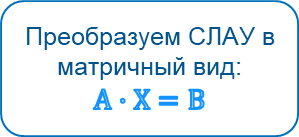 Преобразуем СЛАУ в
матричный вид:
𝔸 · 𝕏 = 𝔹